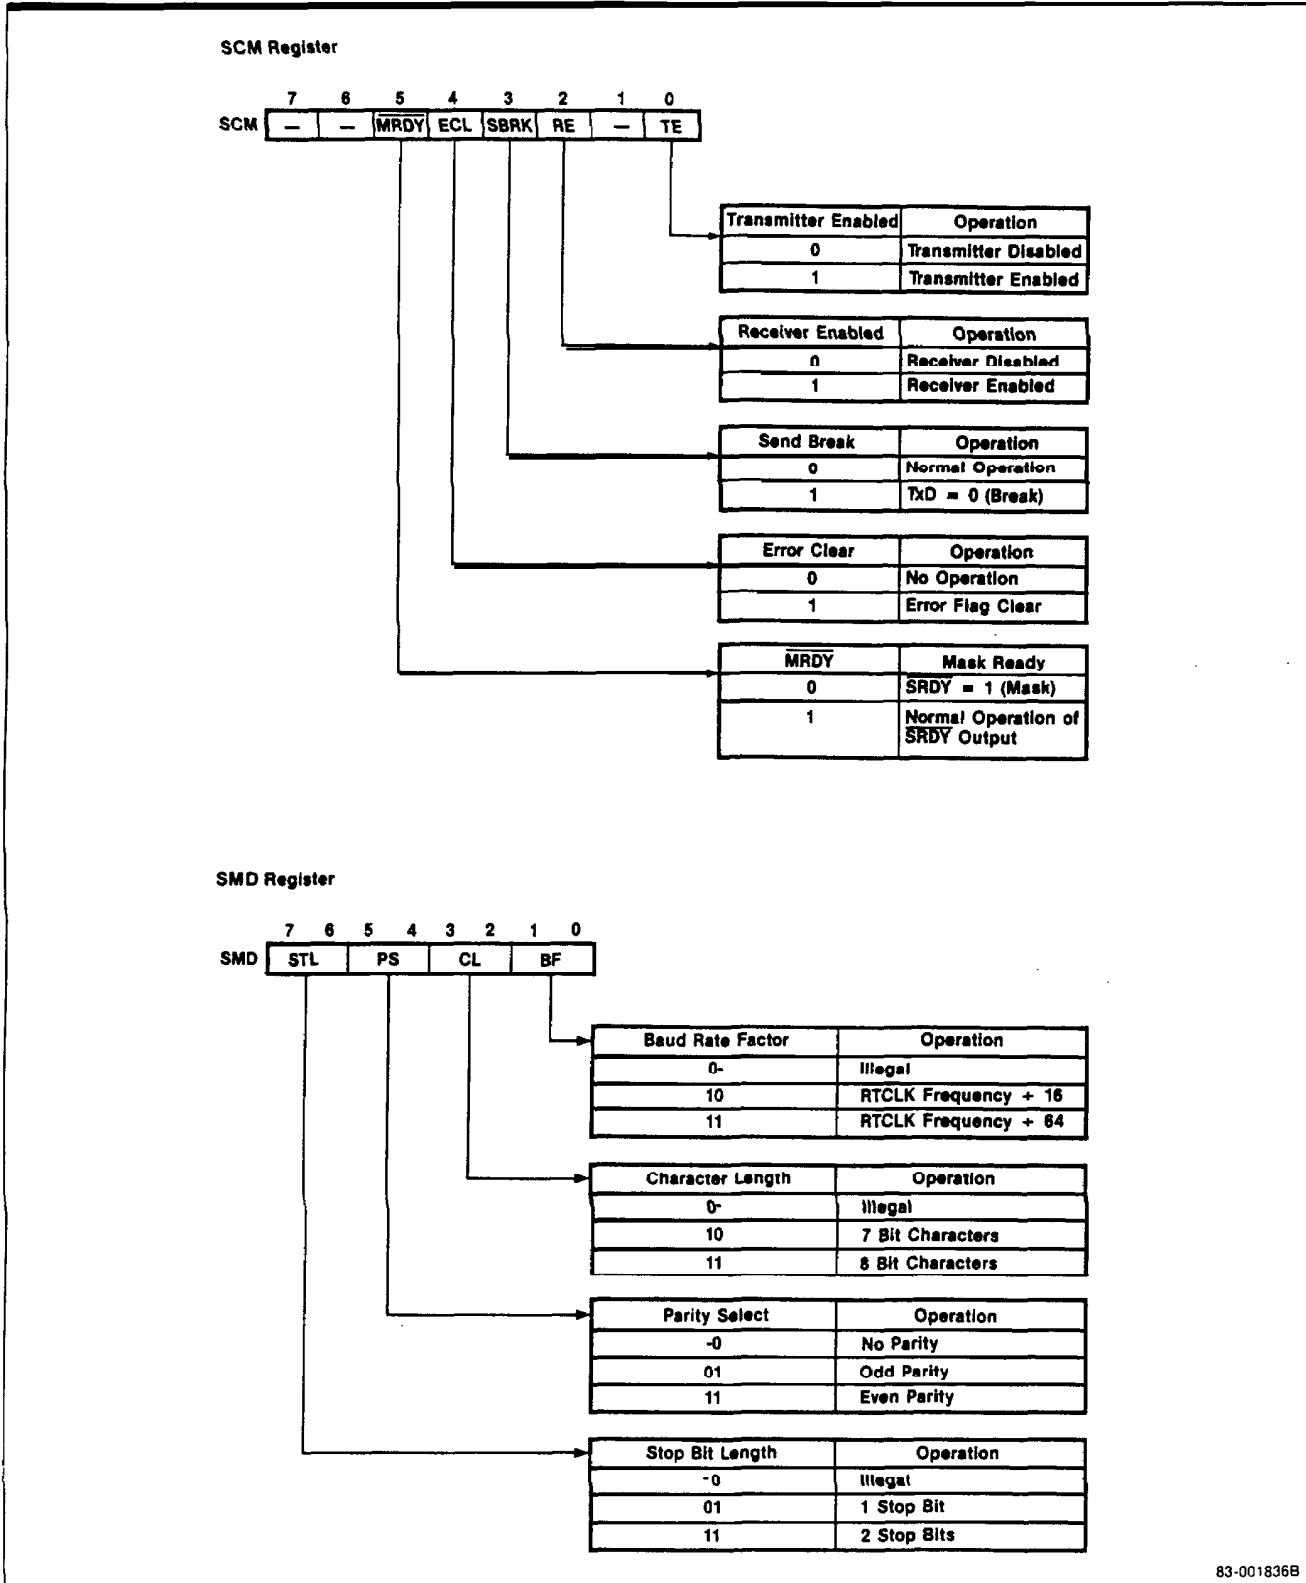 SCM Register
7 6 5 4 3 2 1 0
SCM — — MRDY ECL SBRK RE — TE
Transmitter Enabled Operation
0 Transmitter Disabled
1 Transmitter Enabled
Receiver Enabled Operation
0 Receiver Disabled
1 Receiver Enabled
Send Break Operation
0 Normal Operation
1 TxD = 0 (Break)
Error Clear Operation
0 No Operation
1 Error Flag Clear
MRDY Mask Ready
0 SRDY = 1 (Mask)
1 Normal Operation of
SRDY Output
SMD Register
7 6 5 4 3 2 1 0
SMD STL PS CL BF
Baud Rate Factor Operation
0- Illegal
10 RTCLK Frequency + 16
11 RTCLK Frequency + 64
Character Length Operation
0- Illegal
10 7 Bit Characters
11 8 Bit Characters
Parity Select Operation
-0 No Parity
01 Odd Parity
11 Even Parity
Stop Bit Length Operation
-0 Illegal
01 1 Stop Bit
11 2 Stop Bits
83-001836B